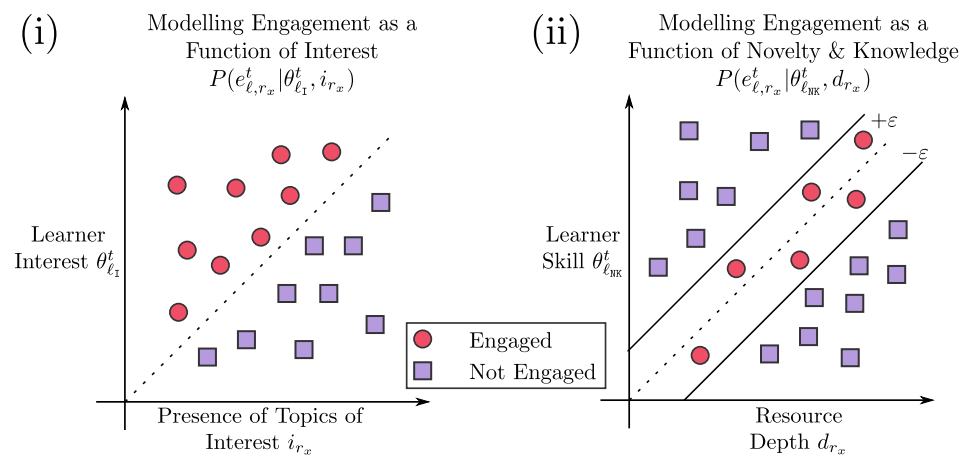 (i)
Modelling Engagement as a
Function of Interest
P(e^t_{ℓ,r_x}|θ^t_{ℓ_I}, i_{r_x})
Learner
Interest θ^t_{ℓ_I}
Presence of Topics of
Interest i_{r_x}
Engaged
Not Engaged
(ii)
Modelling Engagement as a
Function of Novelty & Knowledge
P(e^t_{ℓ,r_x}|θ^t_{ℓ_NK}, d_{r_x})
+ε
−ε
Learner
Skill θ^t_{ℓ_NK}
Resource
Depth d_{r_x}